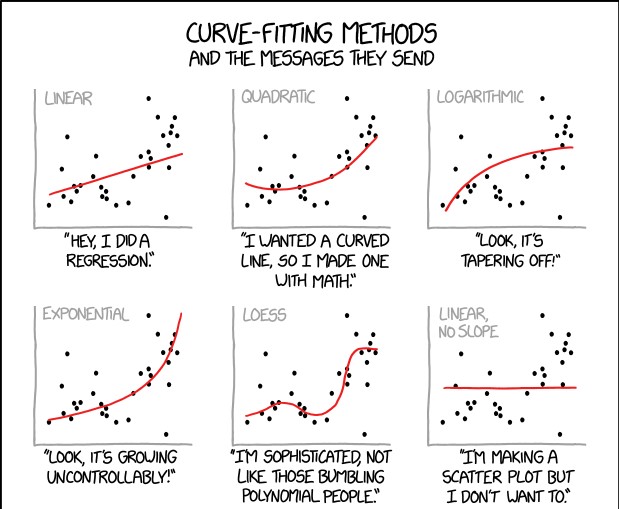 CURVE-FITTING METHODS
AND THE MESSAGES THEY SEND
LINEAR
QUADRATIC
LOGARITHMIC
"HEY, I DID A
REGRESSION."
"I WANTED A CURVED
LINE, SO I MADE ONE
WITH MATH."
"LOOK, IT'S
TAPERING OFF!"
EXPONENTIAL
LOESS
LINEAR,
NO SLOPE
"LOOK, IT'S GROWING
UNCONTROLLABLY!"
"I'M SOPHISTICATED, NOT
LIKE THOSE BUMBLING
POLYNOMIAL PEOPLE."
"I'M MAKING A
SCATTER PLOT BUT
I DON'T WANT TO."